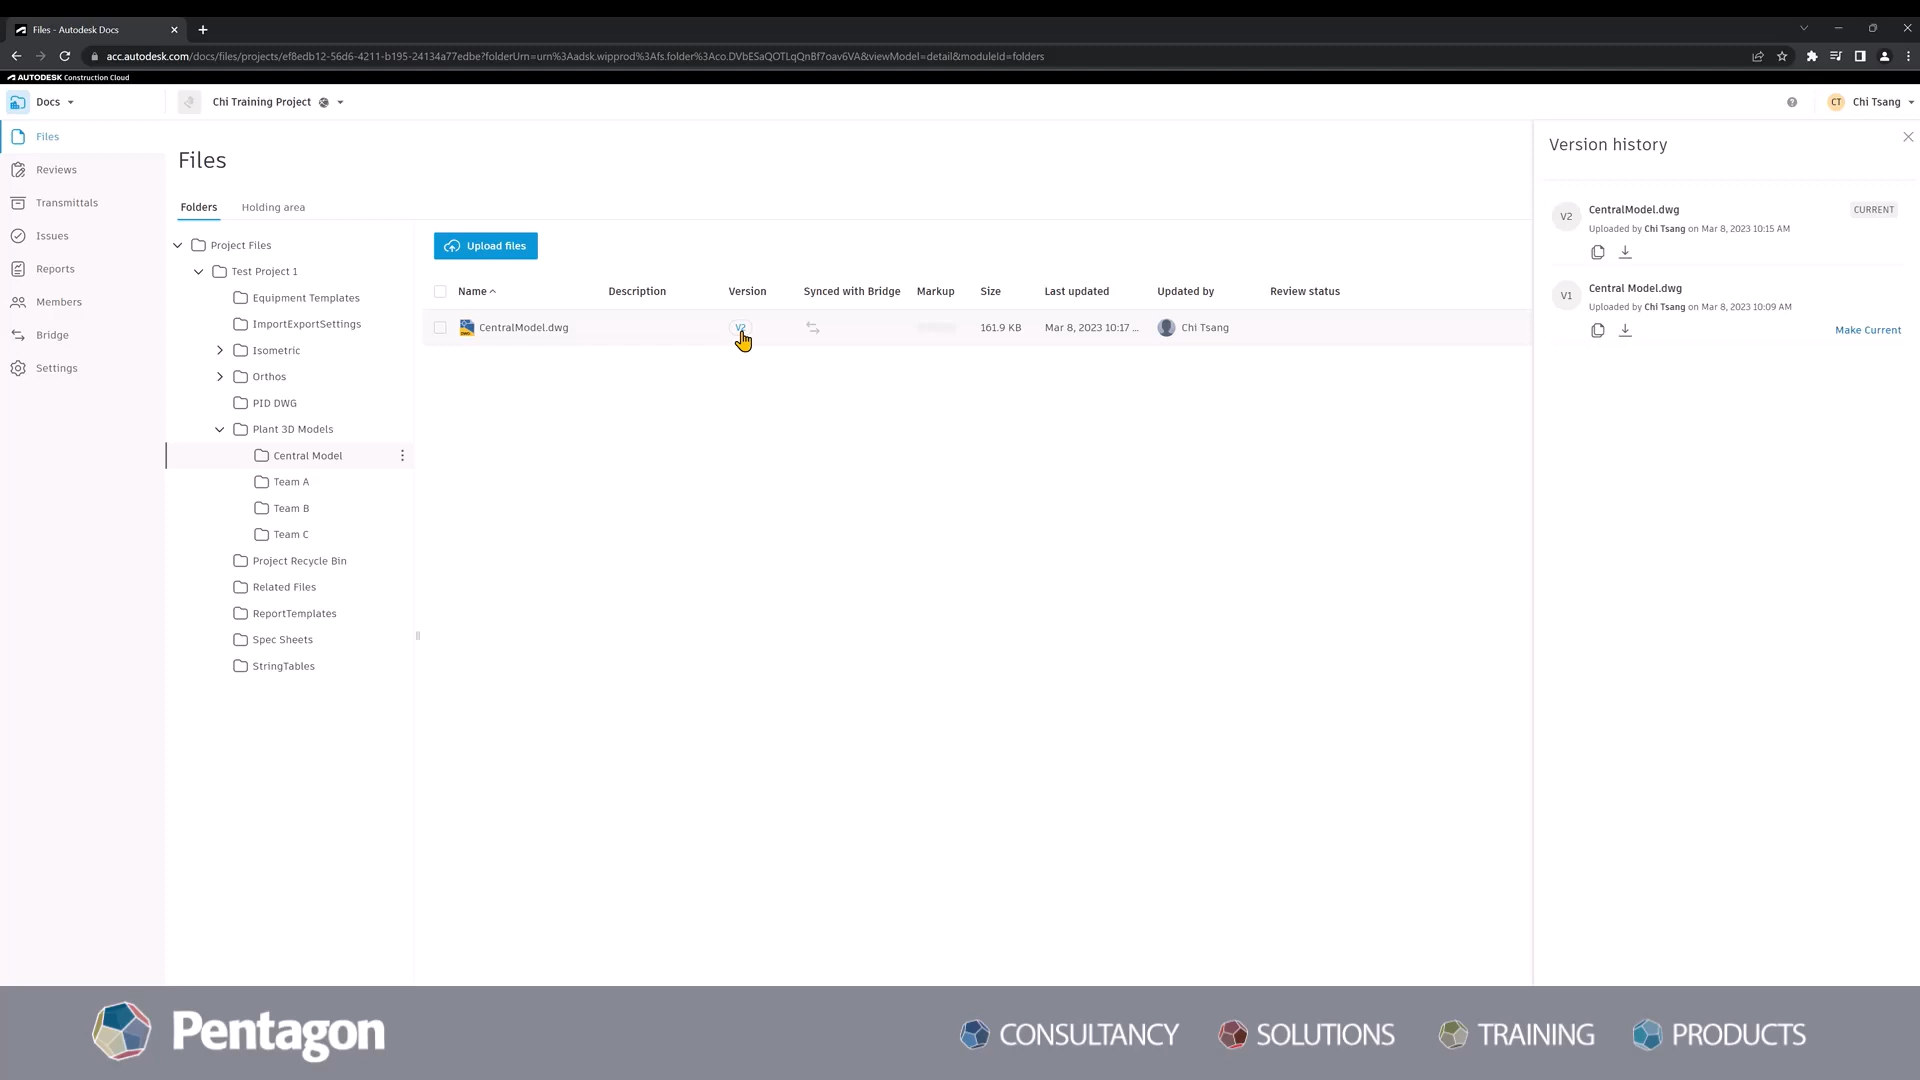 Files - Autodesk Docs
acc.autodesk.com/docs/files/projects/ef8edb12-56d6-4211-b195-24134a77edbe?folderUrn=urn%3Aadsk.wipprod%3Afs.folder%3Aco.DVbESaQOTLqQnBf7oav6VA&viewModel=detail&moduleId=folders
AUTODESK Construction Cloud
Docs
Chi Training Project
CT Chi Tsang
Files
Reviews
Transmittals
Issues
Reports
Members
Bridge
Settings
Files
Folders Holding area
Project Files
Test Project 1
Equipment Templates
ImportExportSettings
Isometric
Orthos
PID DWG
Plant 3D Models
Central Model
Team A
Team B
Team C
Project Recycle Bin
Related Files
ReportTemplates
Spec Sheets
StringTables
Upload files
Name Description Version Synced with Bridge Markup Size Last updated Updated by Review status
CentralModel.dwg V2 161.9 KB Mar 8, 2023 10:17 ... Chi Tsang
Version history
V2 CentralModel.dwg CURRENT
Uploaded by Chi Tsang on Mar 8, 2023 10:15 AM
V1 Central Model.dwg
Uploaded by Chi Tsang on Mar 8, 2023 10:09 AM
Make Current
Pentagon CONSULTANCY SOLUTIONS TRAINING PRODUCTS